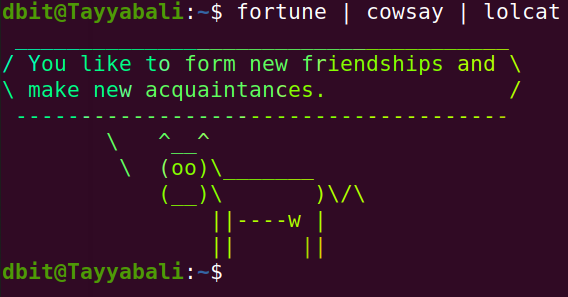 dbit@Tayyabali:~$ fortune | cowsay | lolcat
 ______________________________________
/ You like to form new friendships and \
\ make new acquaintances.              /
 --------------------------------------
        \   ^__^
         \  (oo)\_______
            (__)\       )\/\
                ||----w |
                ||     ||
dbit@Tayyabali:~$